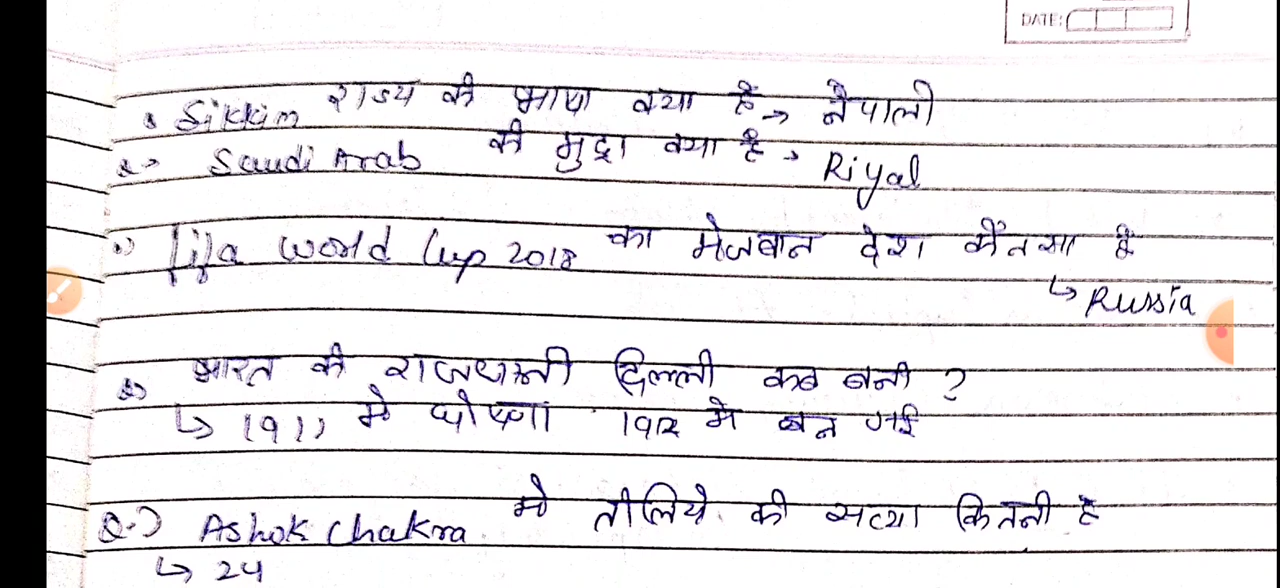 DATE:
Sikkim राज्य की भाषा क्या है → नेपाली
Q → Saudi Arab की मुद्रा क्या है → Riyal
Q) fifa world Cup 2018 का मेजबान देश कौनसा है
↳ Russia
Q) भारत की राजधानी दिल्ली कब बनी ?
↳ 1911 मे घोषणा 1912 मे बन गई
Q.) Ashok Chakra मे तीलियो की सख्या कितनी है
↳ 24